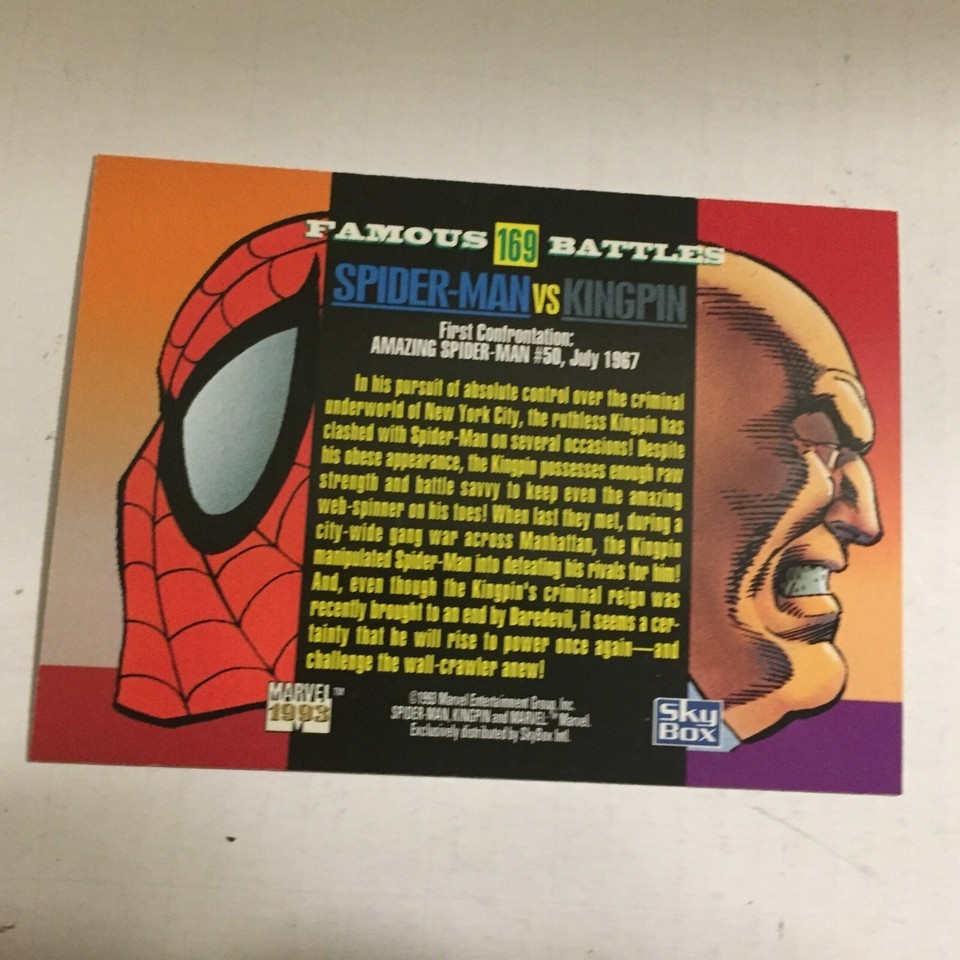 FAMOUS 169 BATTLES
SPIDER-MAN VS KINGPIN
First Confrontation:
AMAZING SPIDER-MAN #50, July 1967
In his pursuit of absolute control over the criminal
underworld of New York City, the ruthless Kingpin has
clashed with Spider-Man on several occasions! Despite
his obese appearance, the Kingpin possesses enough raw
strength and battle savvy to keep even the amazing
web-spinner on his toes! When last they met, during a
city-wide gang war across Manhattan, the Kingpin
manipulated Spider-Man into defeating his rivals for him!
And, even though the Kingpin's criminal reign was
recently brought to an end by Daredevil, it seems a cer-
tainty that he will rise to power once again—and
challenge the wall-crawler anew!
MARVEL™
1993
©1993 Marvel Entertainment Group, Inc.
SPIDER-MAN, KINGPIN and MARVEL ™ Marvel.
Exclusively distributed by SkyBox Intl.
Sky
Box